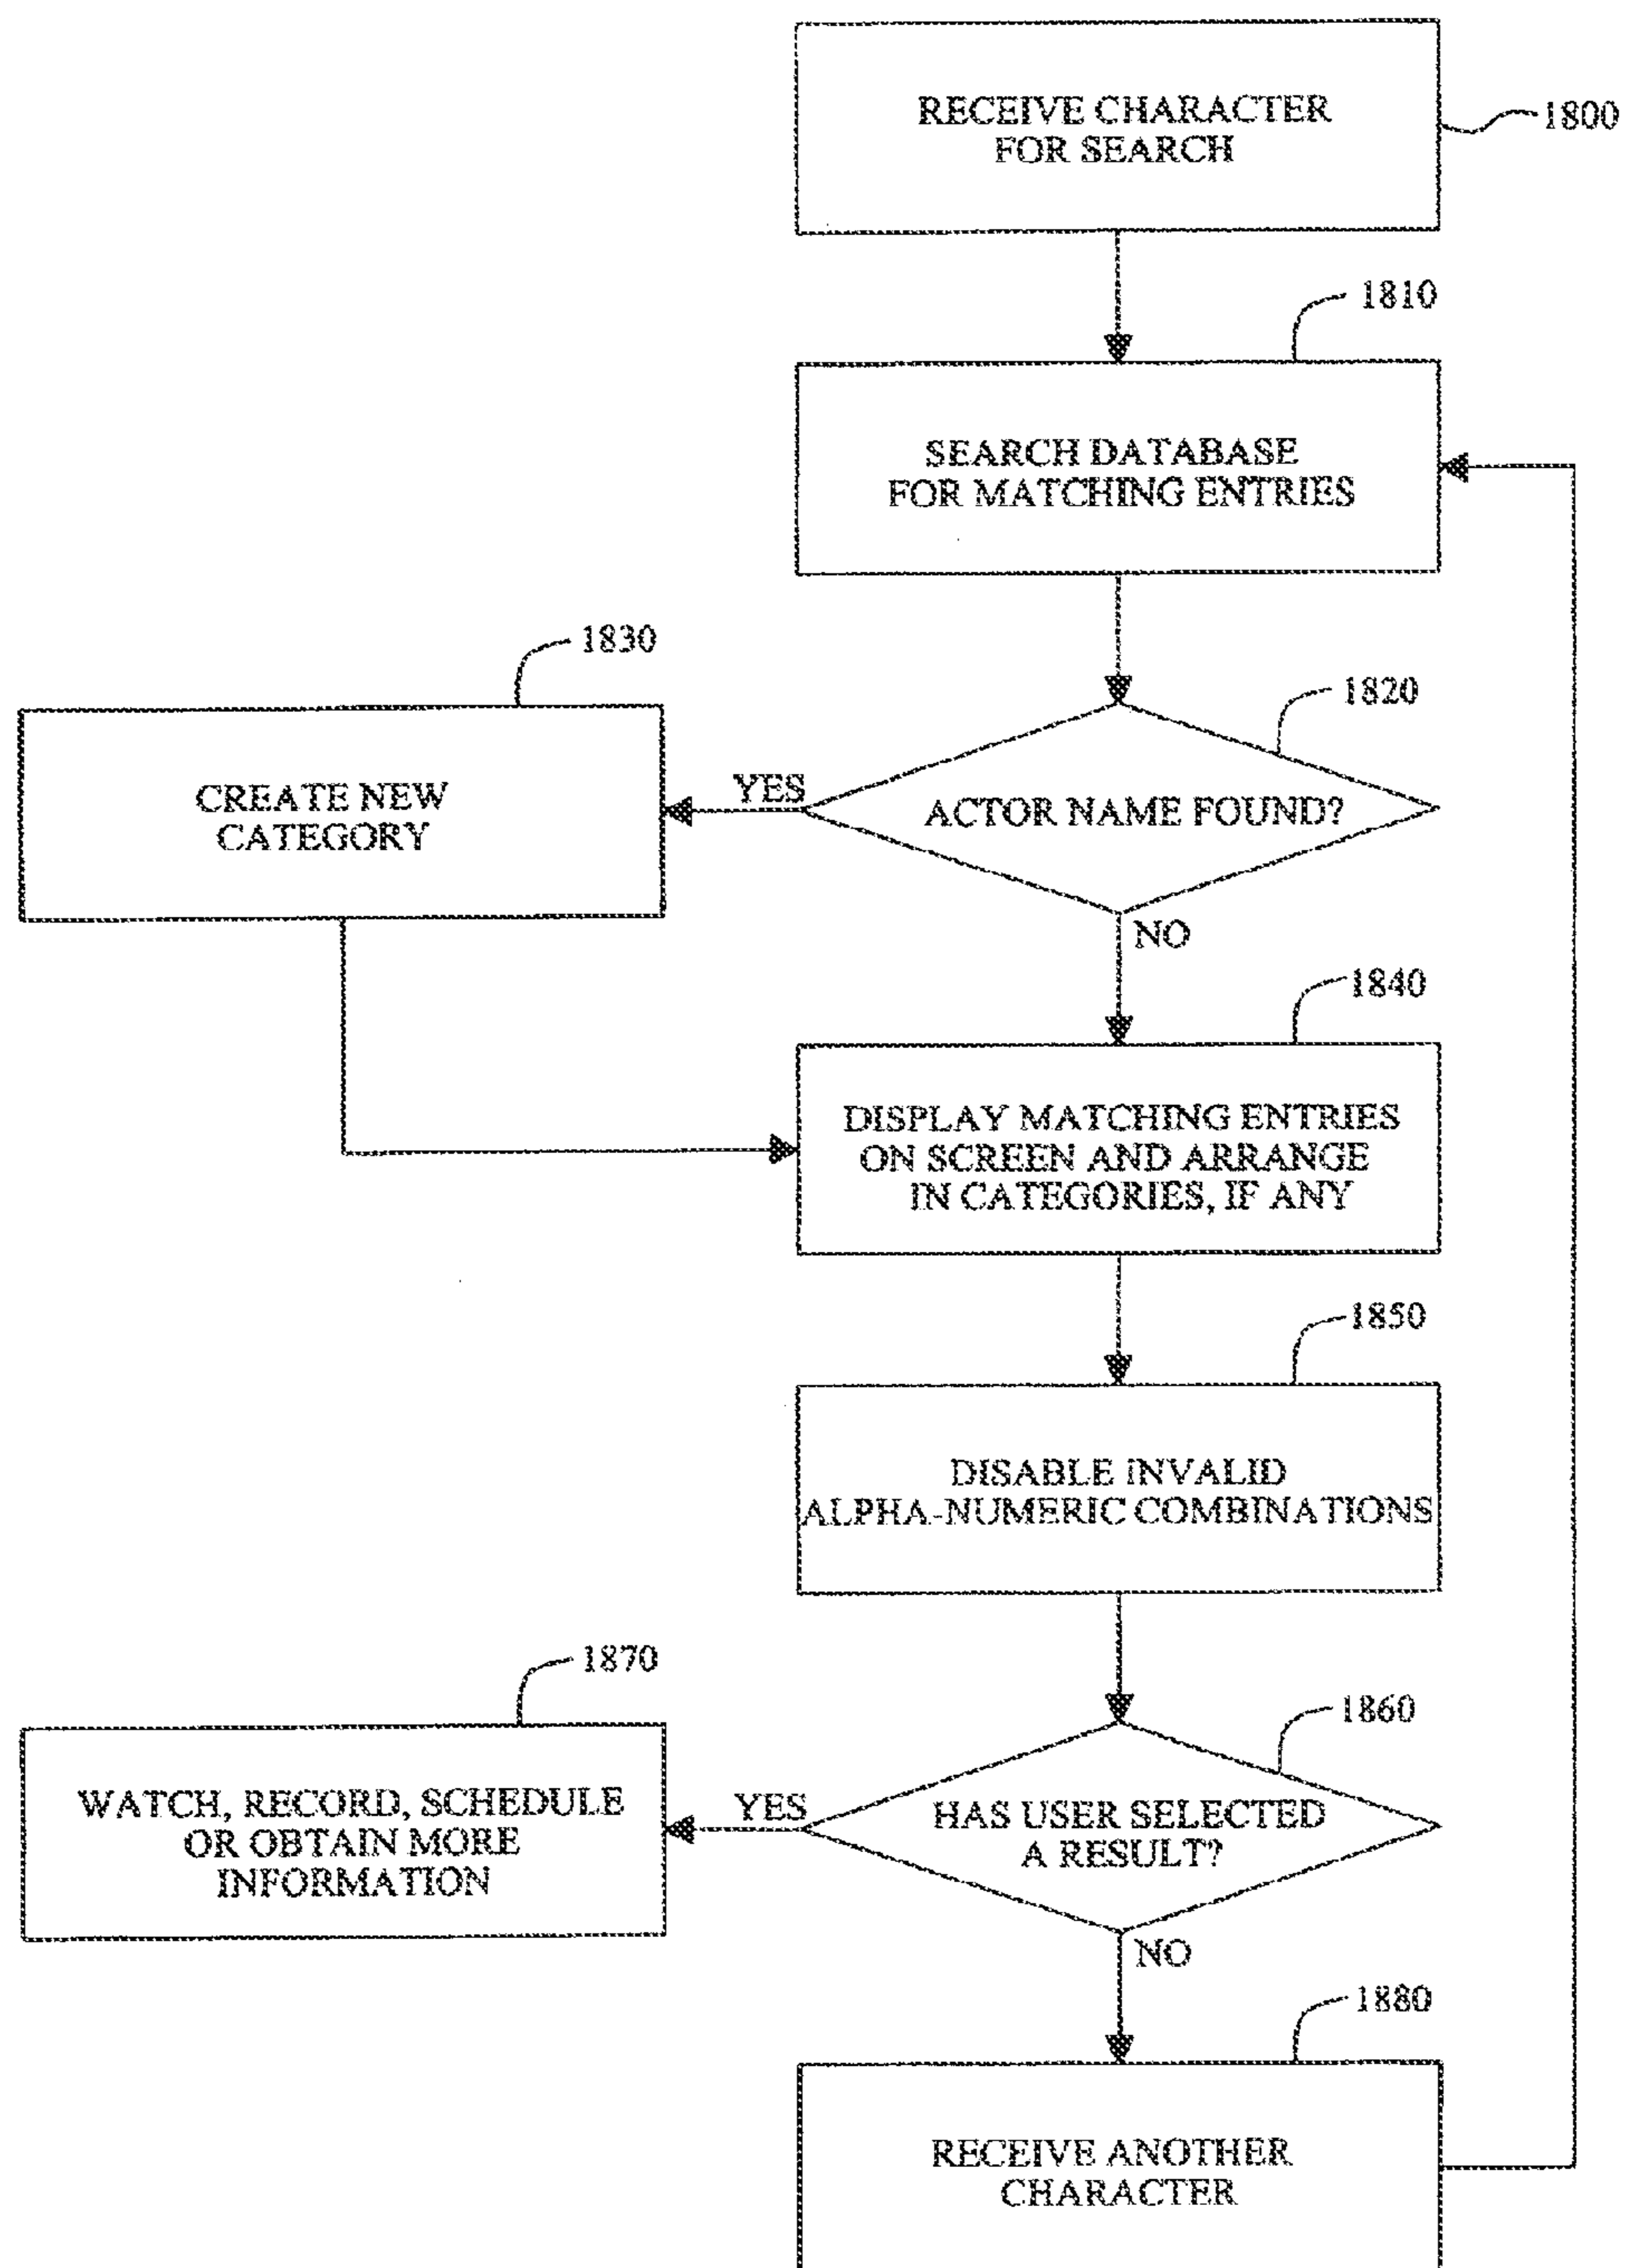 RECEIVE CHARACTER
FOR SEARCH
1800
1810
SEARCH DATABASE
FOR MATCHING ENTRIES
1830
1820
CREATE NEW
CATEGORY
YES
ACTOR NAME FOUND?
NO
1840
DISPLAY MATCHING ENTRIES
ON SCREEN AND ARRANGE
IN CATEGORIES, IF ANY
1850
DISABLE INVALID
ALPHA-NUMERIC COMBINATIONS
1870
1860
WATCH, RECORD, SCHEDULE
OR OBTAIN MORE
INFORMATION
YES
HAS USER SELECTED
A RESULT?
NO
1880
RECEIVE ANOTHER
CHARACTER